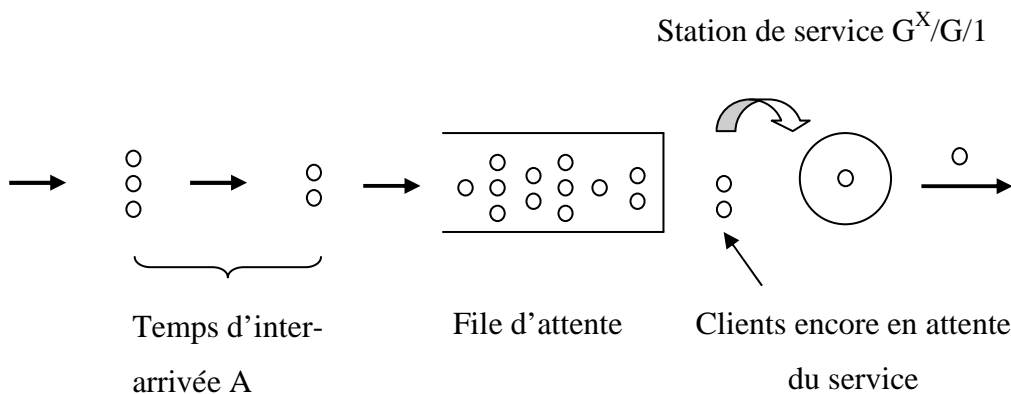 Station de service G^X/G/1
Temps d'inter-
arrivée A
File d'attente
Clients encore en attente
du service